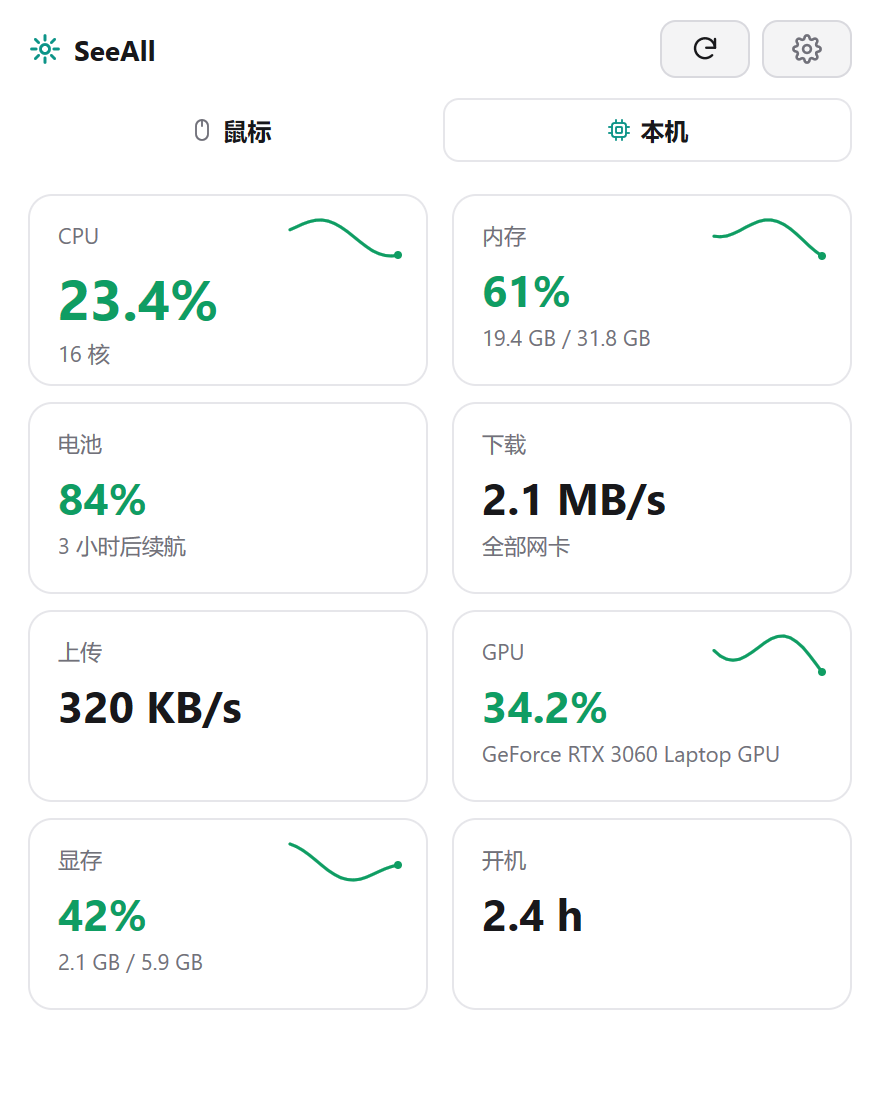 SeeAll
鼠标
本机
CPU
23.4%
16 核
内存
61%
19.4 GB / 31.8 GB
电池
84%
3 小时后续航
下载
2.1 MB/s
全部网卡
上传
320 KB/s
GPU
34.2%
GeForce RTX 3060 Laptop GPU
显存
42%
2.1 GB / 5.9 GB
开机
2.4 h